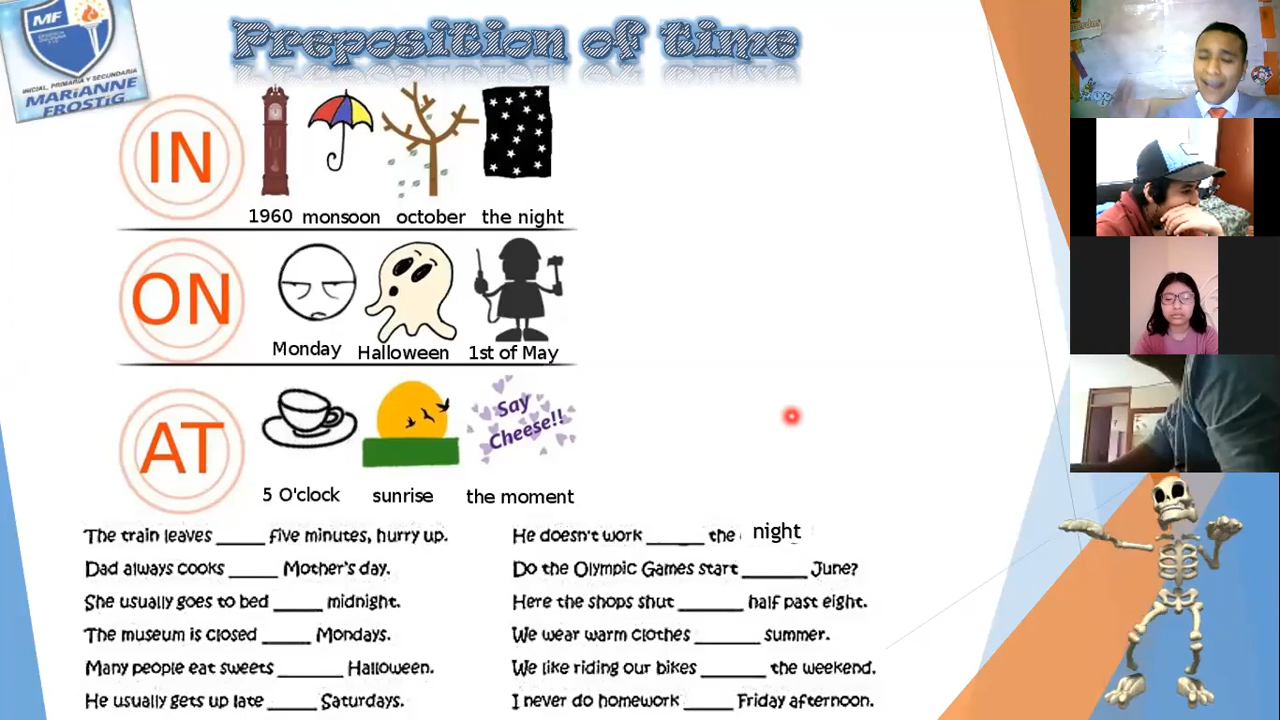 MF
INICIAL, PRIMARIA Y SECUNDARIA
MARIANNE
FROSTIG
Preposition of time
IN
1960 monsoon october the night
ON
Monday Halloween 1st of May
AT
Say
Cheese!!
5 O'clock sunrise the moment
The train leaves _____ five minutes, hurry up.
Dad always cooks _____ Mother's day.
She usually goes to bed _____ midnight.
The museum is closed _____ Mondays.
Many people eat sweets _______ Halloween.
He usually gets up late _____ Saturdays.
He doesn't work ______ the night
Do the Olympic Games start _______ June?
Here the shops shut _______ half past eight.
We wear warm clothes _______ summer.
We like riding our bikes _______ the weekend.
I never do homework _____ Friday afternoon.